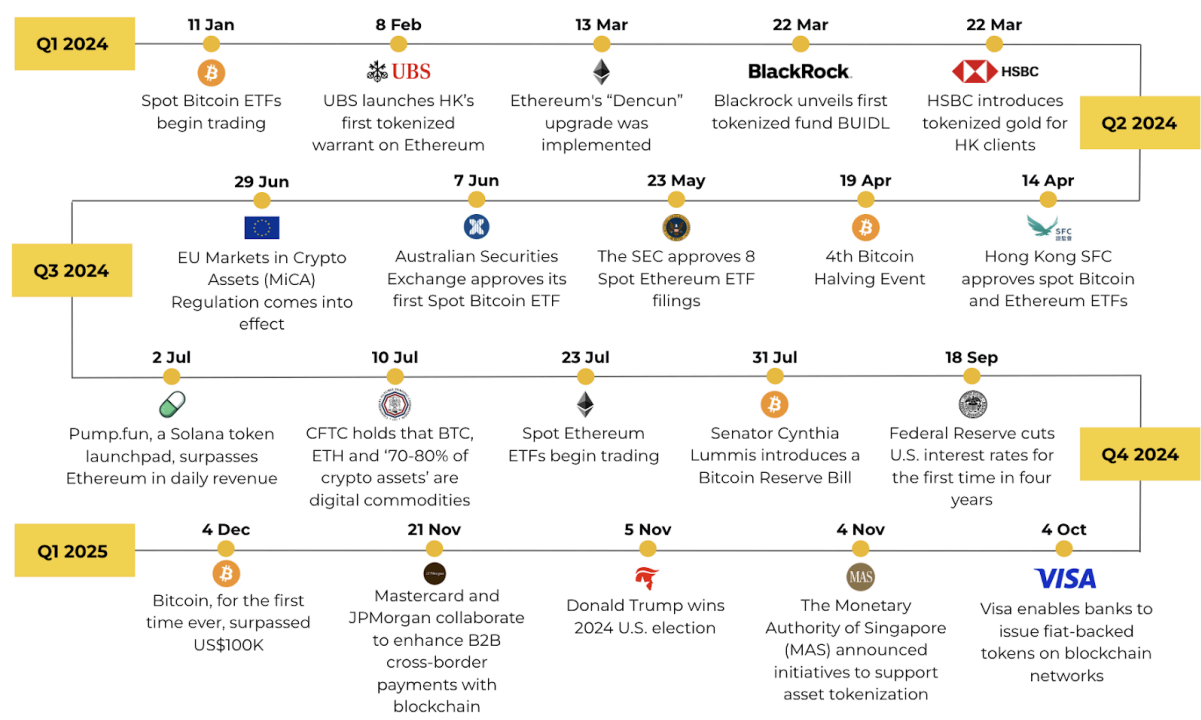 Q1 2024
11 Jan
Spot Bitcoin ETFs
begin trading
8 Feb
UBS
UBS launches HK's
first tokenized
warrant on Ethereum
13 Mar
Ethereum's “Dencun”
upgrade was
implemented
22 Mar
BlackRock.
Blackrock unveils first
tokenized fund BUIDL
22 Mar
HSBC
HSBC introduces
tokenized gold for
HK clients
Q2 2024
14 Apr
SFC
Hong Kong SFC
approves spot Bitcoin
and Ethereum ETFs
19 Apr
4th Bitcoin
Halving Event
23 May
The SEC approves 8
Spot Ethereum ETF
filings
7 Jun
Australian Securities
Exchange approves its
first Spot Bitcoin ETF
29 Jun
EU Markets in Crypto
Assets (MiCA)
Regulation comes into
effect
Q3 2024
2 Jul
Pump.fun, a Solana token
launchpad, surpasses
Ethereum in daily revenue
10 Jul
CFTC holds that BTC,
ETH and ‘70-80% of
crypto assets’ are
digital commodities
23 Jul
Spot Ethereum
ETFs begin trading
31 Jul
Senator Cynthia
Lummis introduces a
Bitcoin Reserve Bill
18 Sep
Federal Reserve cuts
U.S. interest rates for
the first time in four
years
Q4 2024
4 Oct
VISA
Visa enables banks to
issue fiat-backed
tokens on blockchain
networks
4 Nov
MAS
The Monetary
Authority of Singapore
(MAS) announced
initiatives to support
asset tokenization
5 Nov
Donald Trump wins
2024 U.S. election
21 Nov
Mastercard and
JPMorgan collaborate
to enhance B2B
cross-border
payments with
blockchain
4 Dec
Bitcoin, for the first
time ever, surpassed
US$100K
Q1 2025